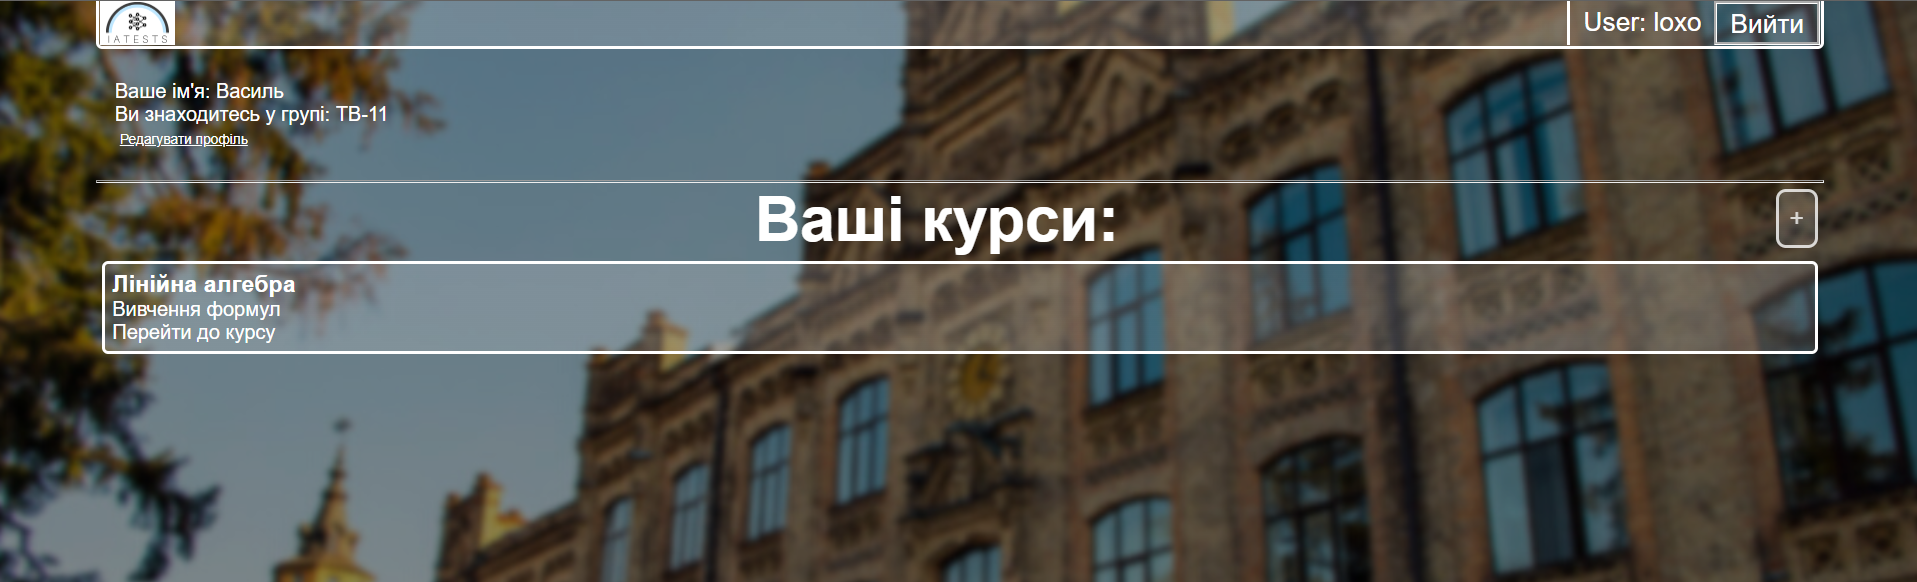 IATESTS
User: loxo
Вийти
Ваше ім'я: Василь
Ви знаходитесь у групі: ТВ-11
Редагувати профіль
Ваші курси:
+
Лінійна алгебра
Вивчення формул
Перейти до курсу